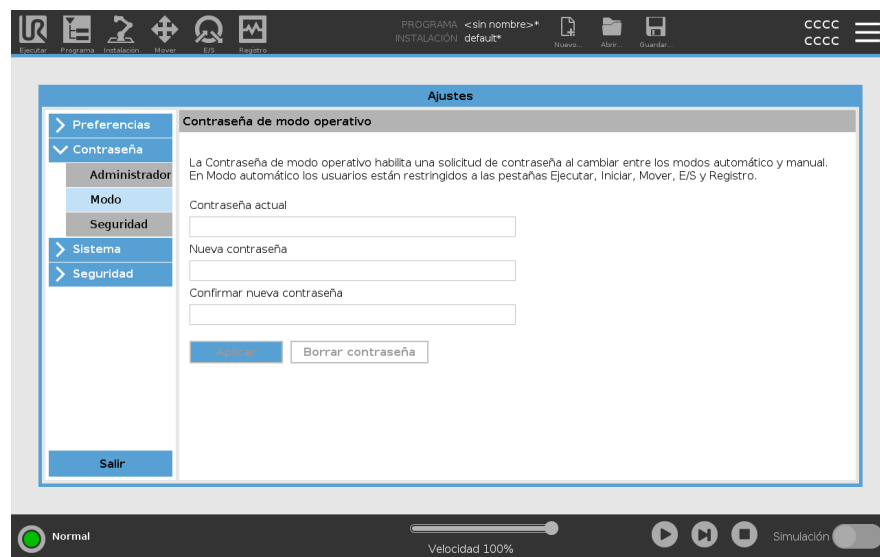 PROGRAMA <sin nombre>*
INSTALACIÓN default*
CCCC
CCCC
Ejecutar Programa Instalación Mover E/S Registro Nuevo... Abrir... Guardar...
Ajustes
Preferencias
Contraseña
Administrador
Modo
Seguridad
Sistema
Seguridad
Salir
Contraseña de modo operativo
La Contraseña de modo operativo habilita una solicitud de contraseña al cambiar entre los modos automático y manual.
En Modo automático los usuarios están restringidos a las pestañas Ejecutar, Iniciar, Mover, E/S y Registro.
Contraseña actual
Nueva contraseña
Confirmar nueva contraseña
Aplicar Borrar contraseña
Normal
Velocidad 100%
Simulación